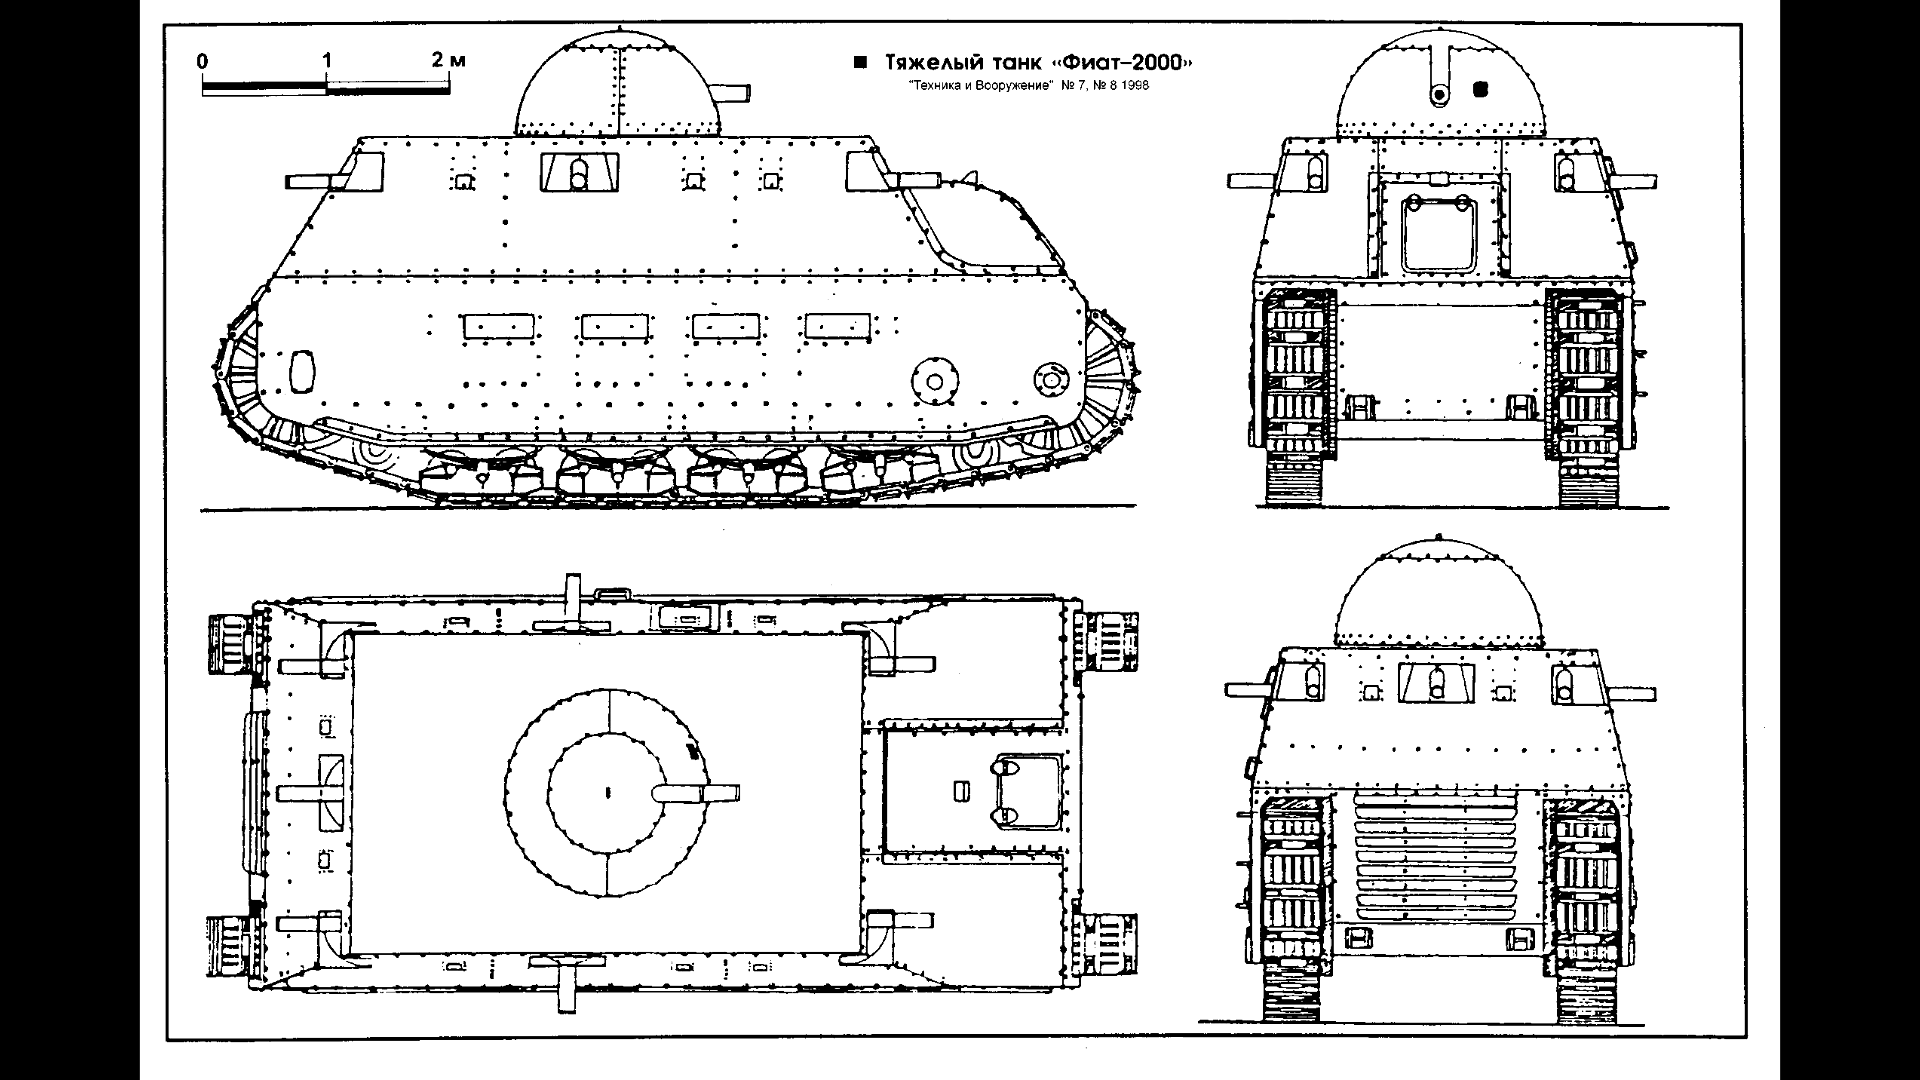 0 1 2 м
Тяжелый танк «Фиат–2000»
"Техника и Вооружение" № 7, № 8 1998